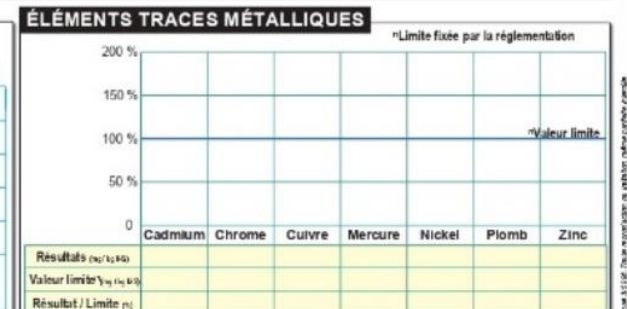 ÉLÉMENTS TRACES MÉTALLIQUES
Limite fixée par la réglementation
200 %
150 %
100 %
Valeur limite
50 %
0
Cadmium Chrome Cuivre Mercure Nickel Plomb Zinc
Résultats
Valeur limite
Résultat / Limite